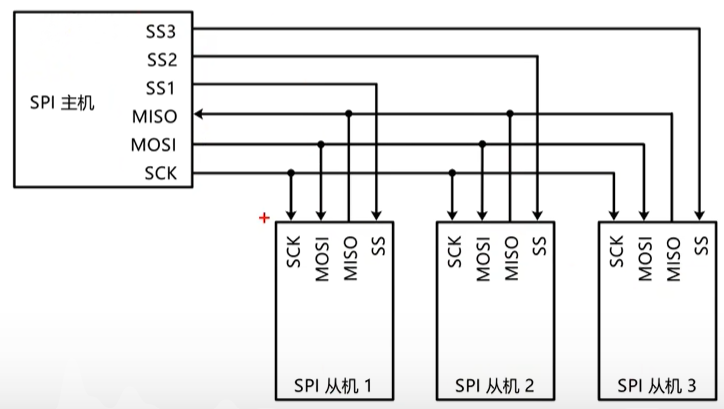 SS3
SS2
SS1
SPI 主机
MISO
MOSI
SCK
+
SCK
MOSI
MISO
SS
SPI 从机 1
SCK
MOSI
MISO
SS
SPI 从机 2
SCK
MOSI
MISO
SS
SPI 从机 3